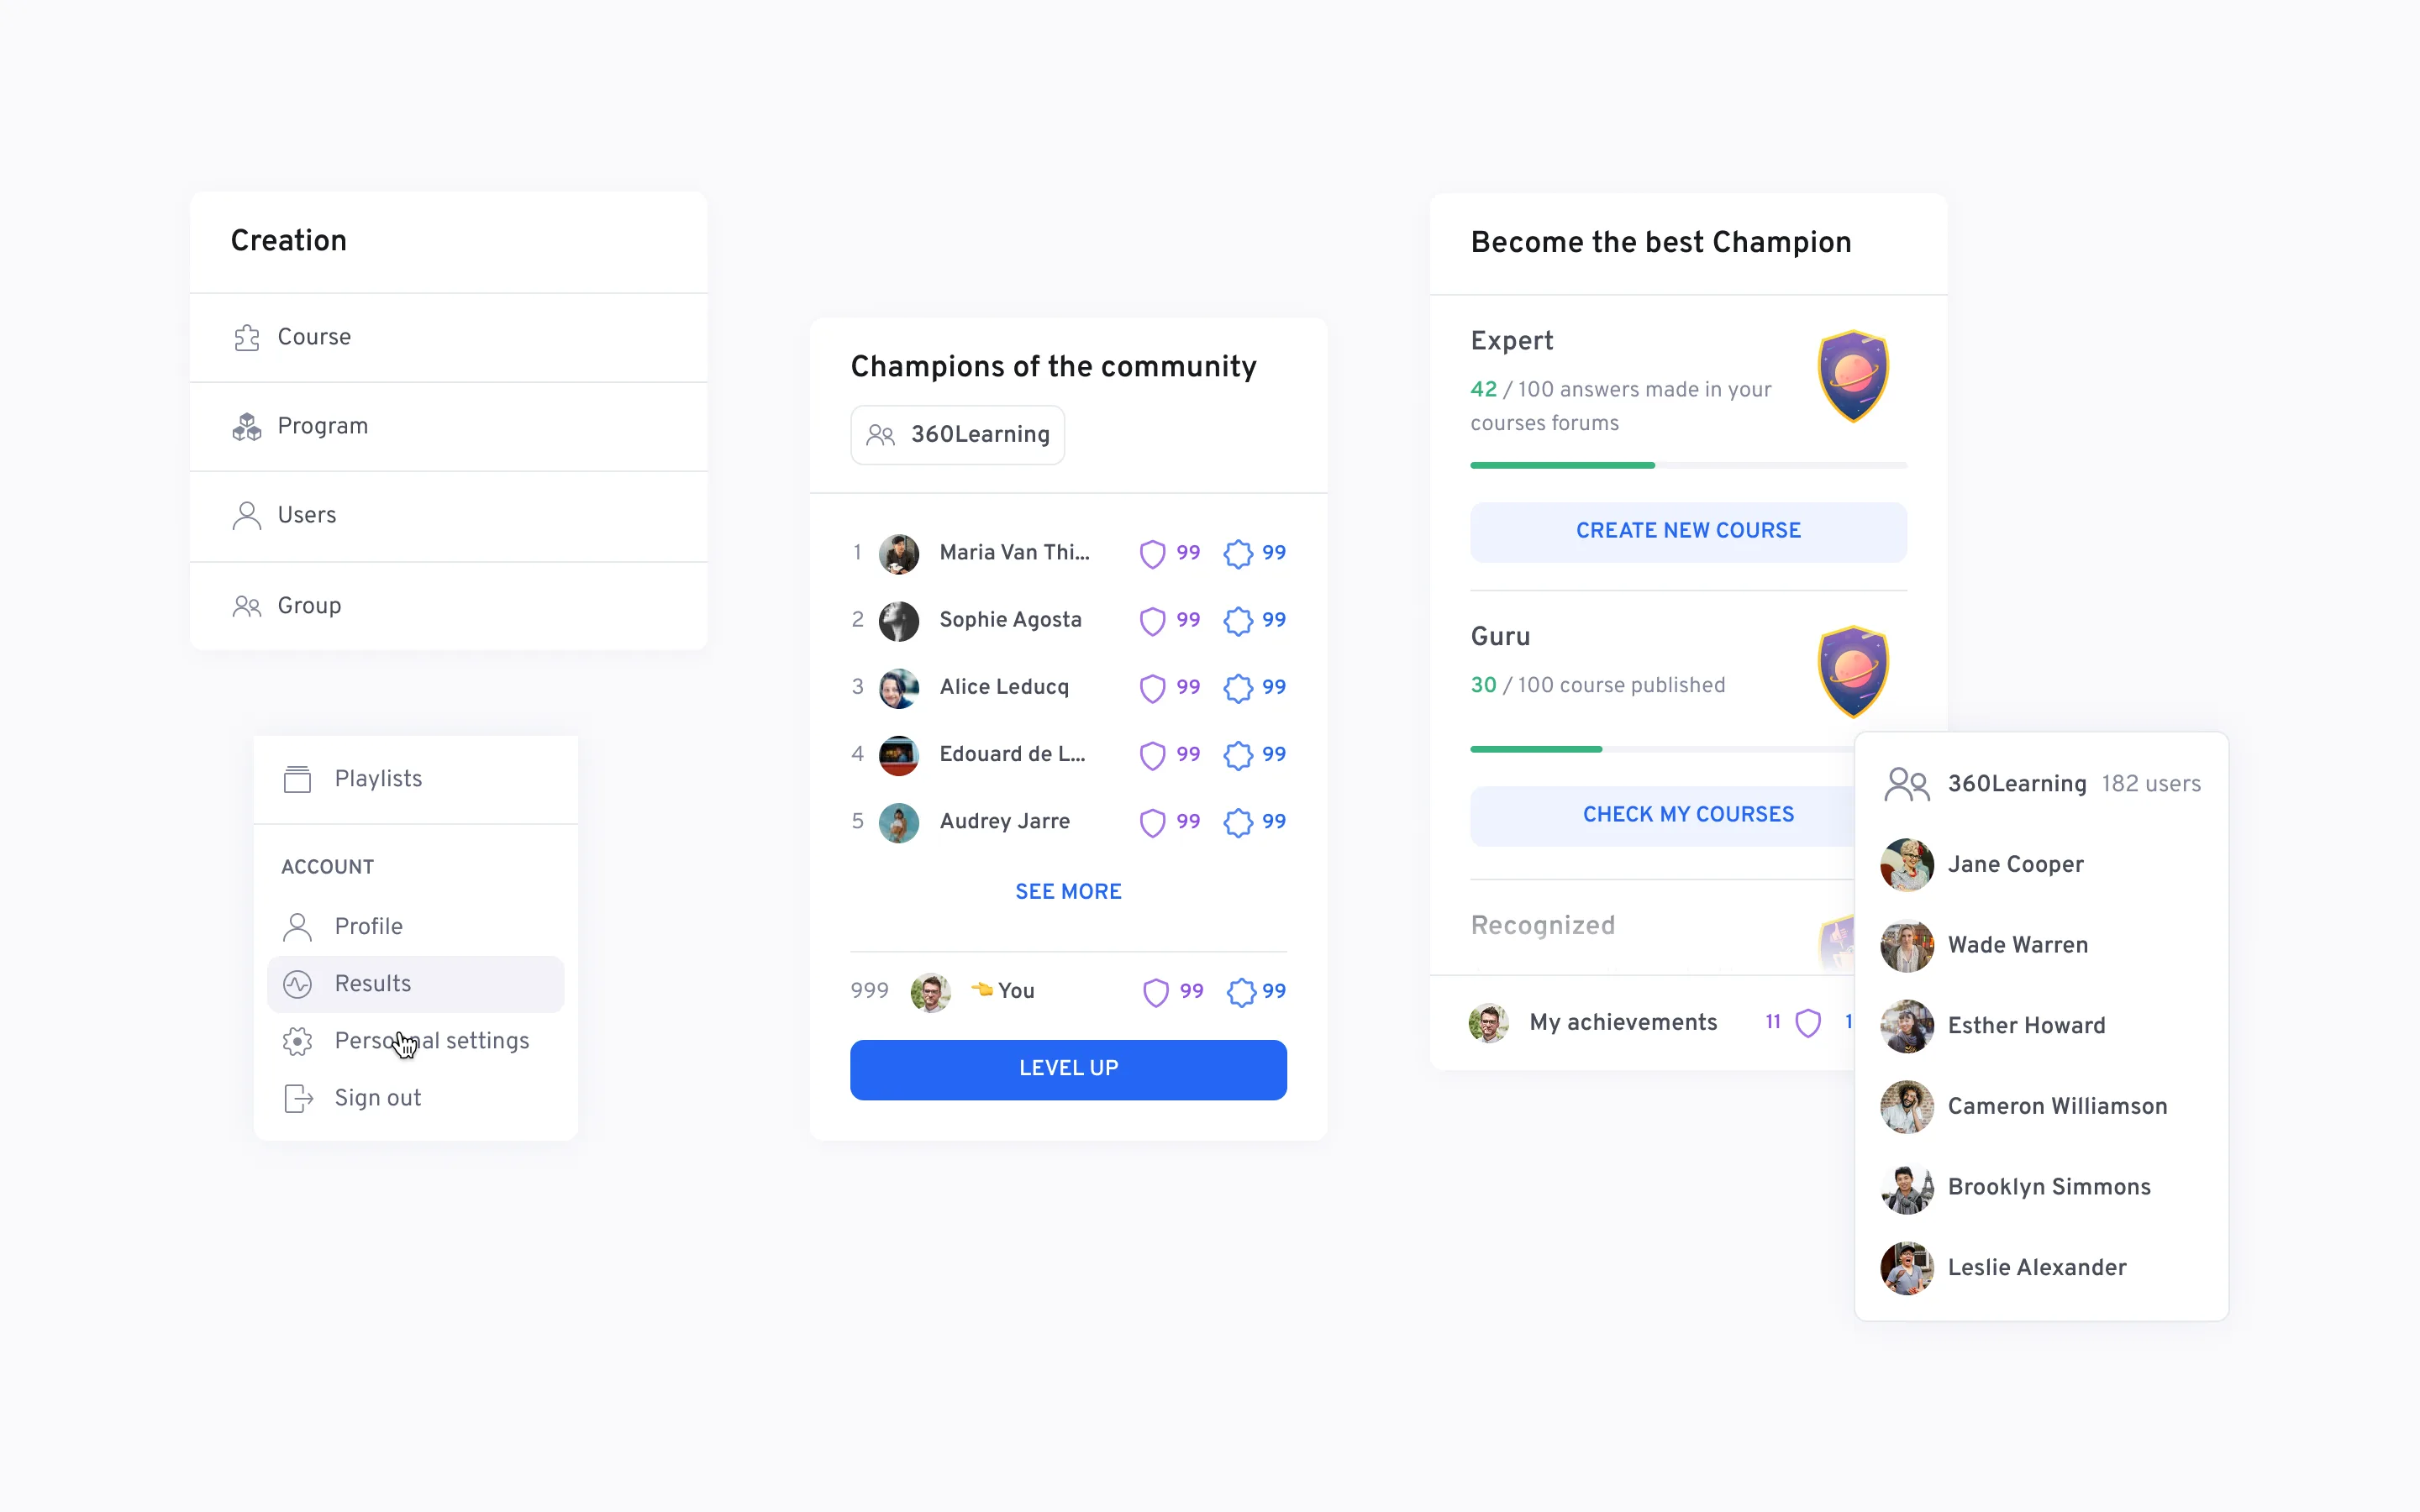 Creation
Course
Program
Users
Group
Playlists
ACCOUNT
Profile
Results
Personal settings
Sign out
Champions of the community
360Learning
1 Maria Van Thi... 99 99
2 Sophie Agosta 99 99
3 Alice Leducq 99 99
4 Edouard de L... 99 99
5 Audrey Jarre 99 99
SEE MORE
999 👈 You 99 99
LEVEL UP
Become the best Champion
Expert
42 / 100 answers made in your
courses forums
CREATE NEW COURSE
Guru
30 / 100 course published
CHECK MY COURSES
Recognized
My achievements 11 1
360Learning 182 users
Jane Cooper
Wade Warren
Esther Howard
Cameron Williamson
Brooklyn Simmons
Leslie Alexander